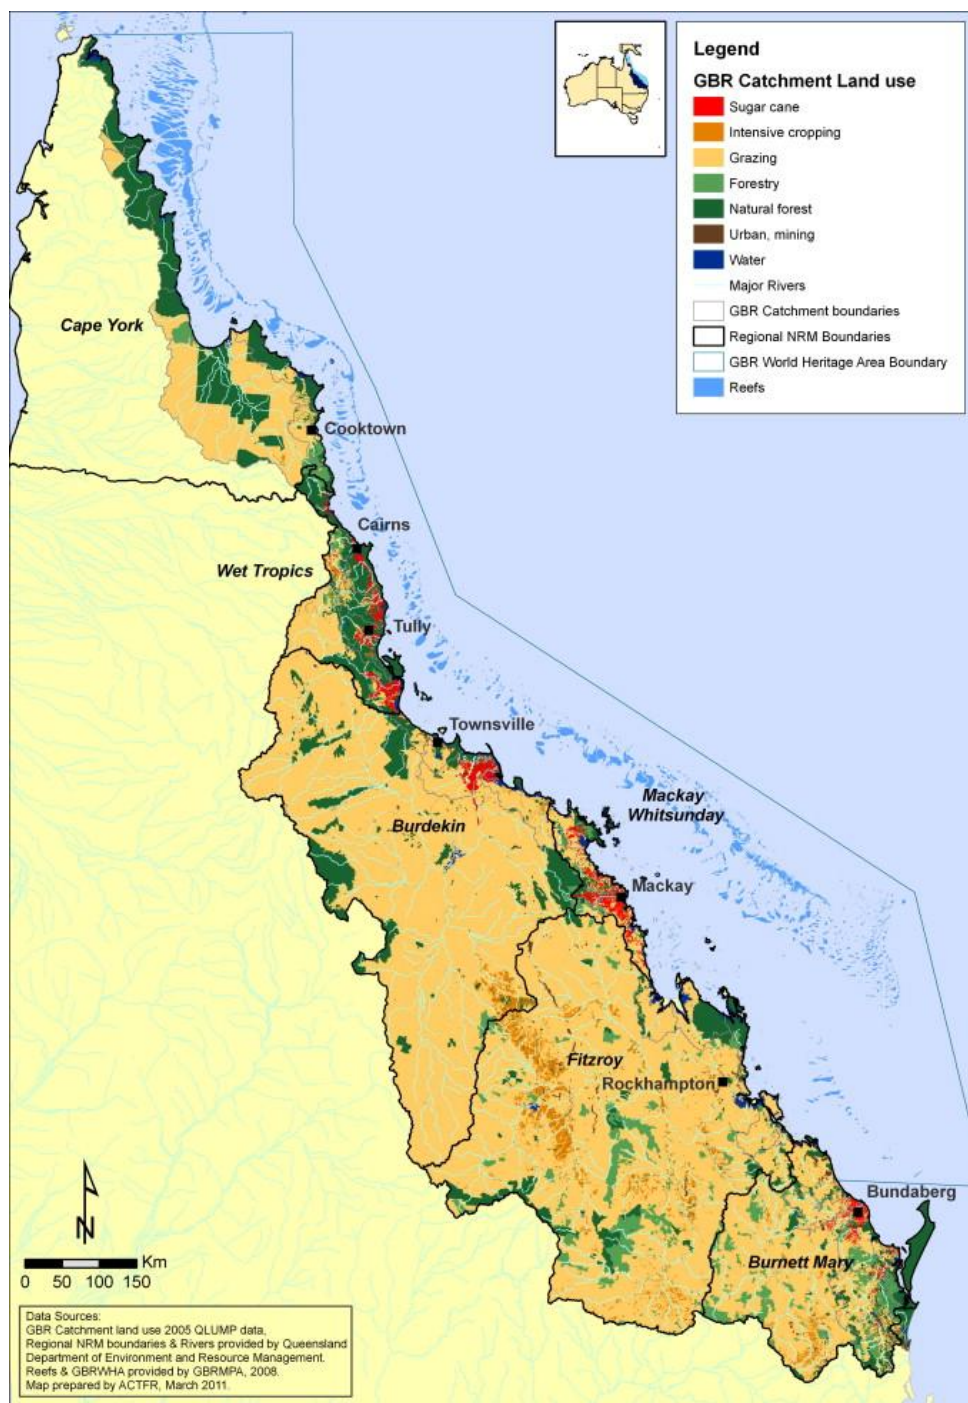 Legend
GBR Catchment Land use
Sugar cane
Intensive cropping
Grazing
Forestry
Natural forest
Urban, mining
Water
Major Rivers
GBR Catchment boundaries
Regional NRM Boundaries
GBR World Heritage Area Boundary
Reefs
Cape York
Cooktown
Cairns
Wet Tropics
Tully
Townsville
Mackay
Whitsunday
Burdekin
Mackay
Fitzroy
Rockhampton
Bundaberg
Burnett Mary
N
Km
0 50 100 150
Data Sources:
GBR Catchment land use 2005 QLUMP data,
Regional NRM boundaries & Rivers provided by Queensland
Department of Environment and Resource Management.
Reefs & GBRWHA provided by GBRMPA, 2008.
Map prepared by ACTFR, March 2011.